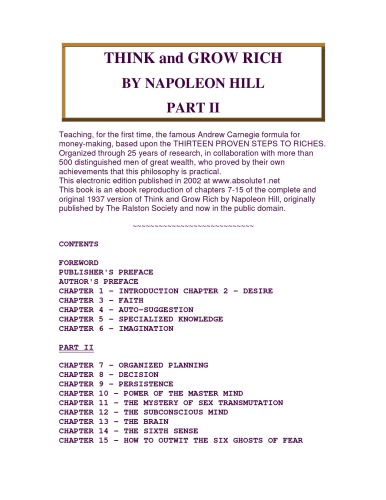 THINK and GROW RICH
BY NAPOLEON HILL
PART II
Teaching, for the first time, the famous Andrew Carnegie formula for
money-making, based upon the THIRTEEN PROVEN STEPS TO RICHES.
Organized through 25 years of research, in collaboration with more than
500 distinguished men of great wealth, who proved by their own
achievements that this philosophy is practical.
This electronic edition published in 2002 at www.absolute1.net
This book is an ebook reproduction of chapters 7-15 of the complete and
original 1937 version of Think and Grow Rich by Napoleon Hill, originally
published by The Ralston Society and now in the public domain.
~~~~~~~~~~~~~~~~~~~~~~~~~~~~
CONTENTS
FOREWORD
PUBLISHER'S PREFACE
AUTHOR'S PREFACE
CHAPTER 1 – INTRODUCTION CHAPTER 2 – DESIRE
CHAPTER 3 – FAITH
CHAPTER 4 – AUTO-SUGGESTION
CHAPTER 5 – SPECIALIZED KNOWLEDGE
CHAPTER 6 – IMAGINATION
PART II
CHAPTER 7 – ORGANIZED PLANNING
CHAPTER 8 – DECISION
CHAPTER 9 – PERSISTENCE
CHAPTER 10 – POWER OF THE MASTER MIND
CHAPTER 11 – THE MYSTERY OF SEX TRANSMUTATION
CHAPTER 12 – THE SUBCONSCIOUS MIND
CHAPTER 13 – THE BRAIN
CHAPTER 14 – THE SIXTH SENSE
CHAPTER 15 – HOW TO OUTWIT THE SIX GHOSTS OF FEAR